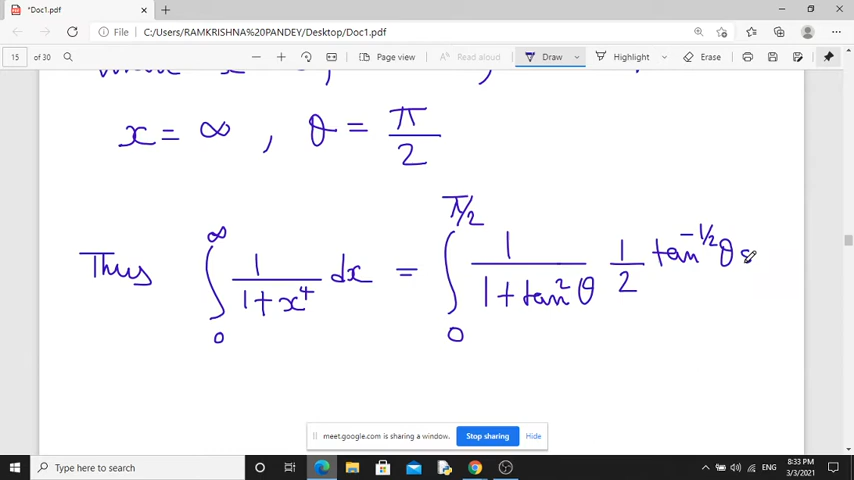 *Doc1.pdf
File C:/Users/RAMKRISHNA%20PANDEY/Desktop/Doc1.pdf
15 of 30 Page view Read aloud Draw Highlight Erase
x = ∞ , θ = π/2
Thus ∫₀^∞ 1/(1+x⁴) dx = ∫₀^{π/2} 1/(1+tan²θ) 1/2 tan^{-1/2}θ
meet.google.com is sharing a window. Stop sharing Hide
Type here to search ENG 8:33 PM
3/3/2021